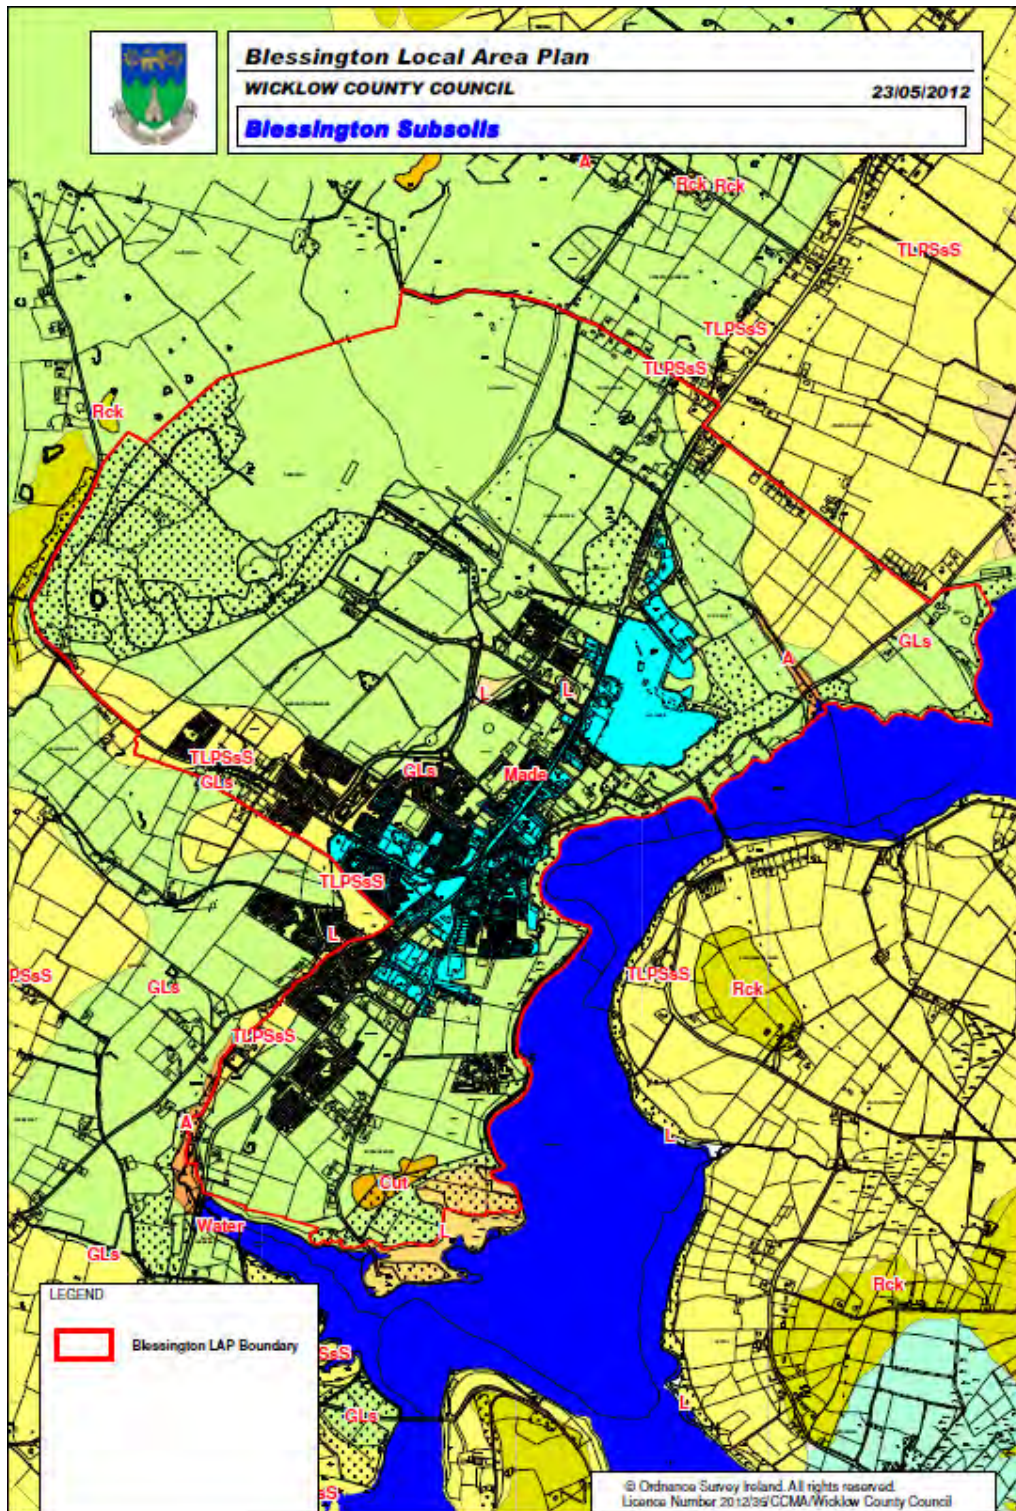 Blessington Local Area Plan
WICKLOW COUNTY COUNCIL 23/05/2012
Blessington Subsoils
A
Rck Rck
TLPSsS
TLPSsS
TLPSsS
Rck
GLs
A
L L
TLPSsS
GLs
GLs
Made
TLPSsS
L
TLPSsS
Rck
PSsS
GLs
TLPSsS
A
L
Cut
Water
L
GLs
Rck
LEGEND
Blessington LAP Boundary
SsS
L
GLs
sS
© Ordnance Survey Ireland. All rights reserved.
Licence Number 2012/35/CCMA/Wicklow County Council